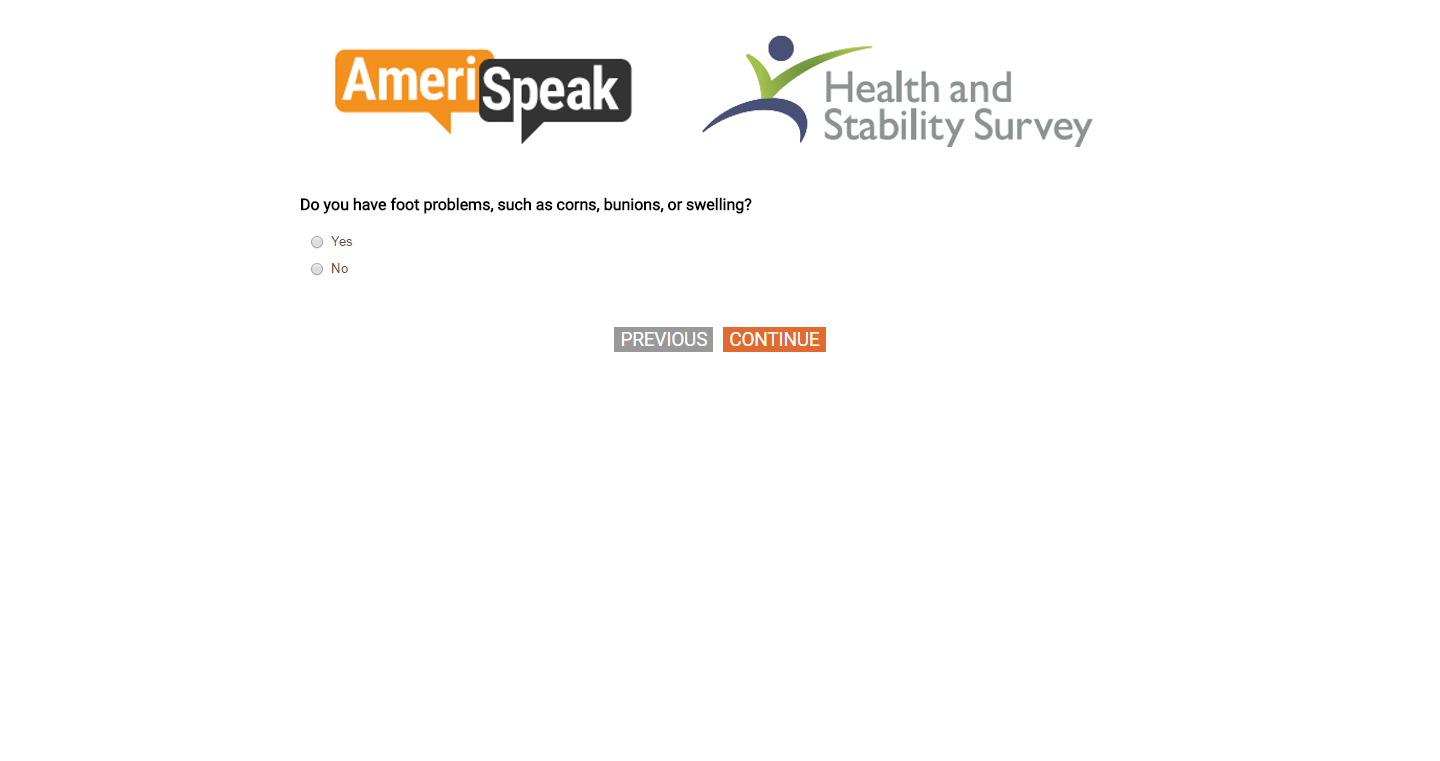 AmeriSpeak
Health and
Stability Survey
Do you have foot problems, such as corns, bunions, or swelling?
Yes
No
PREVIOUS CONTINUE